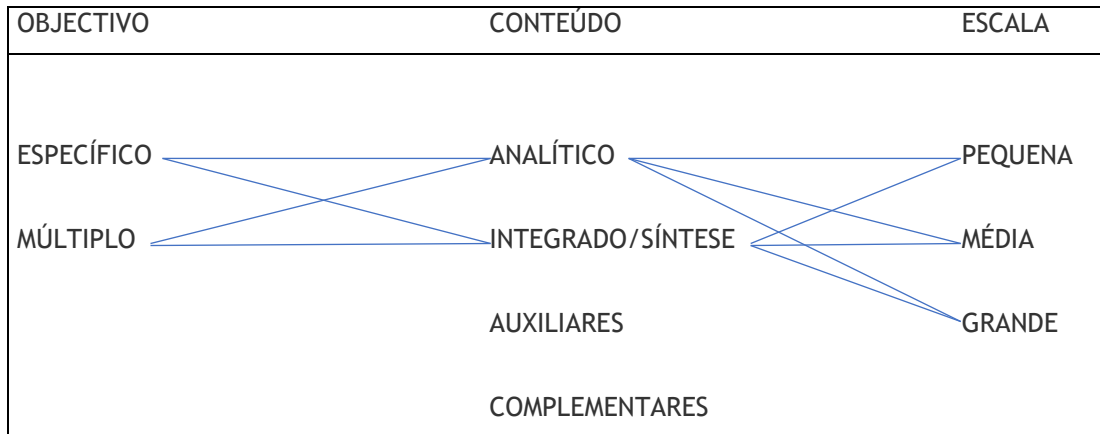 OBJECTIVO CONTEÚDO ESCALA
ESPECÍFICO ANALÍTICO PEQUENA
MÚLTIPLO INTEGRADO/SÍNTESE MÉDIA
AUXILIARES GRANDE
COMPLEMENTARES